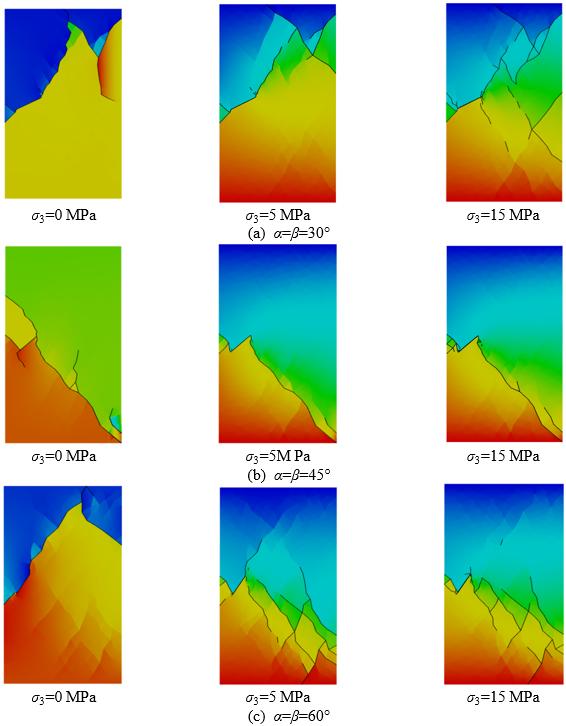 σ3=0 MPa σ3=5 MPa σ3=15 MPa
(a) α=β=30°
σ3=0 MPa σ3=5M Pa σ3=15 MPa
(b) α=β=45°
σ3=0 MPa σ3=5 MPa σ3=15 MPa
(c) α=β=60°